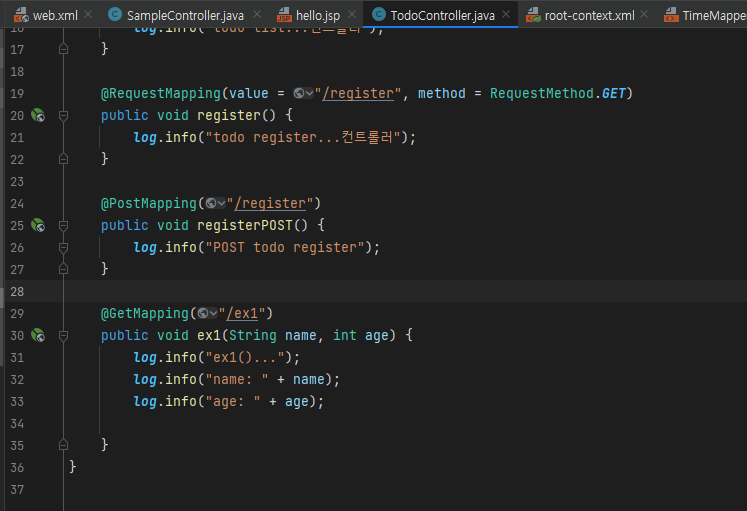 web.xml SampleController.java hello.jsp TodoController.java root-context.xml TimeMappe
16 log.info("todo list...컨트롤러");
17 }
18
19 @RequestMapping(value = "/register", method = RequestMethod.GET)
20 public void register() {
21 log.info("todo register...컨트롤러");
22 }
23
24 @PostMapping("/register")
25 public void registerPOST() {
26 log.info("POST todo register");
27 }
28
29 @GetMapping("/ex1")
30 public void ex1(String name, int age) {
31 log.info("ex1()...");
32 log.info("name: " + name);
33 log.info("age: " + age);
34
35 }
36 }
37